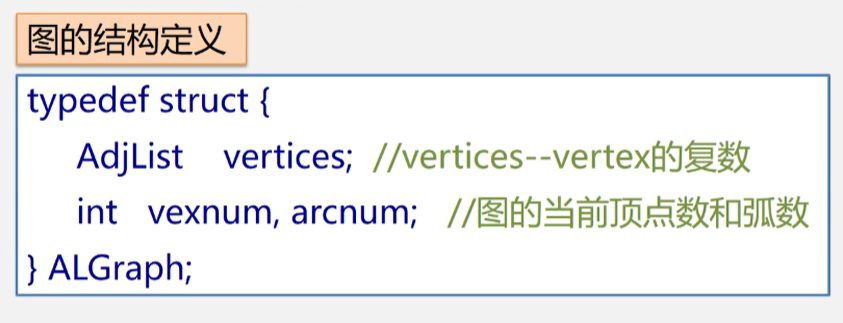 图的结构定义
typedef struct {
AdjList vertices; //vertices--vertex的复数
int vexnum, arcnum; //图的当前顶点数和弧数
} ALGraph;